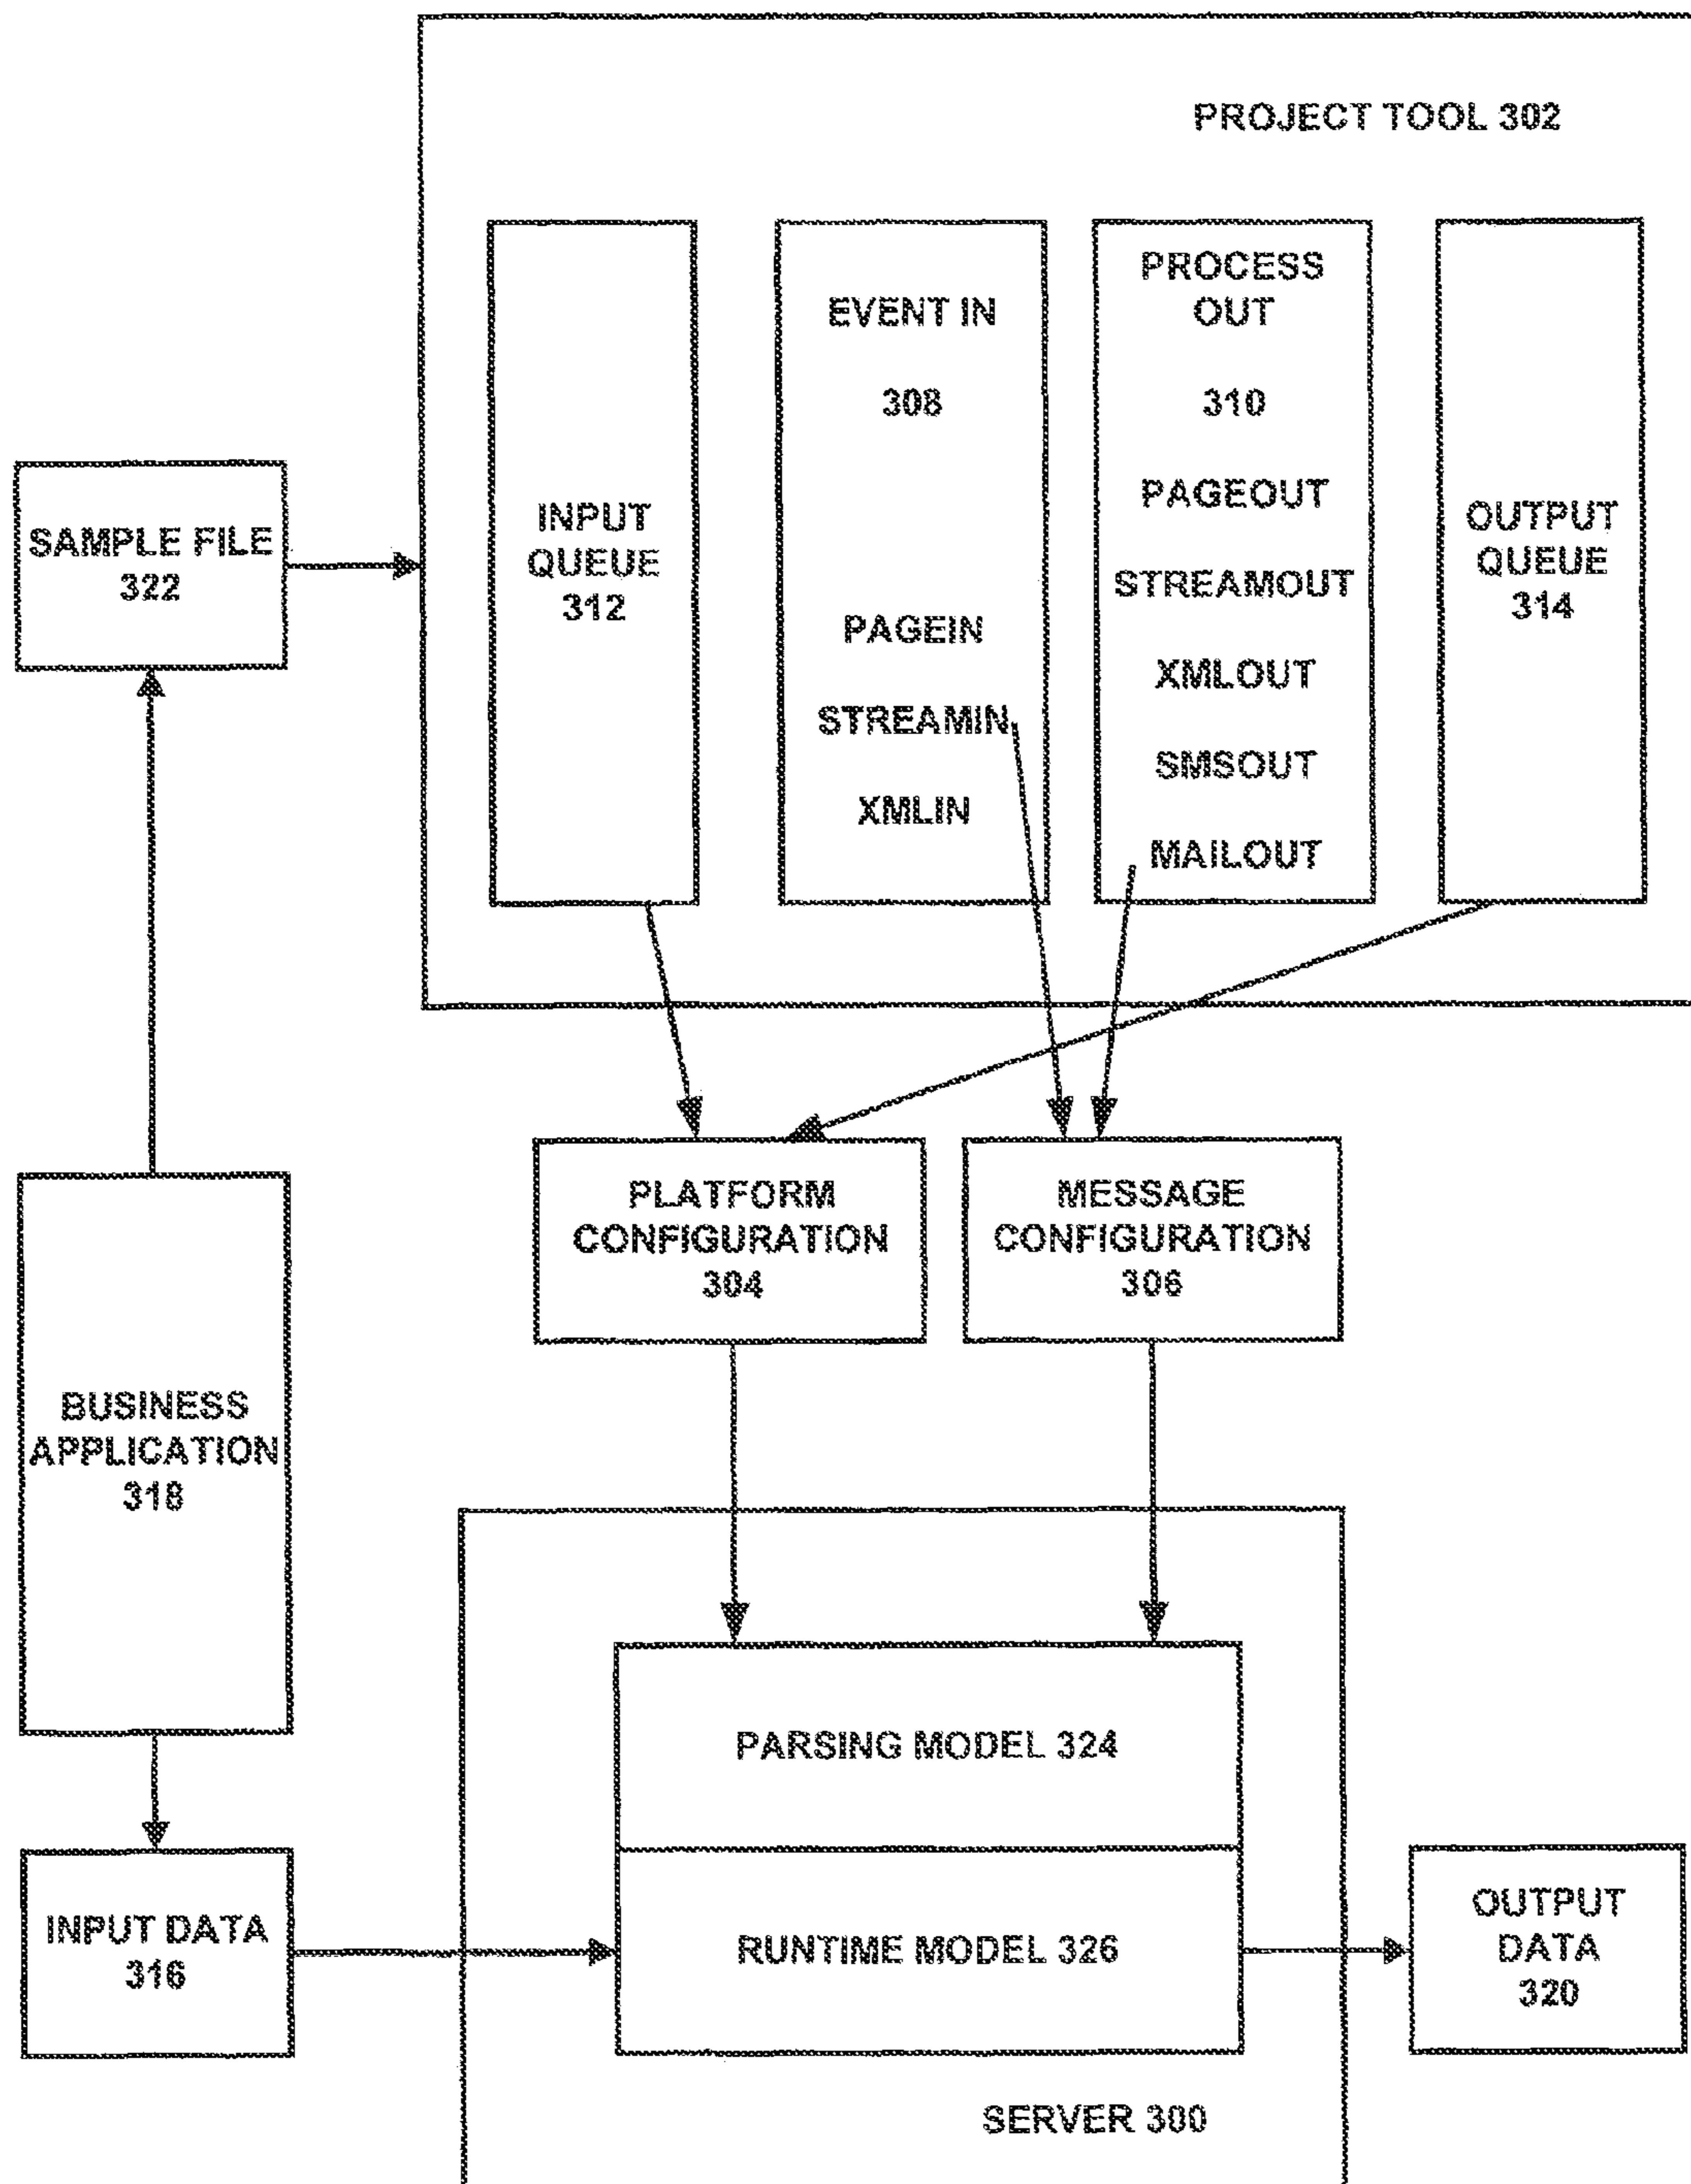 PROJECT TOOL 302
INPUT
QUEUE
312
EVENT IN
308
PAGEIN
STREAMIN
XMLIN
PROCESS
OUT
310
PAGEOUT
STREAMOUT
XMLOUT
SMSOUT
MAILOUT
OUTPUT
QUEUE
314
SAMPLE FILE
322
PLATFORM
CONFIGURATION
304
MESSAGE
CONFIGURATION
306
BUSINESS
APPLICATION
318
PARSING MODEL 324
INPUT DATA
316
RUNTIME MODEL 326
OUTPUT
DATA
320
SERVER 300